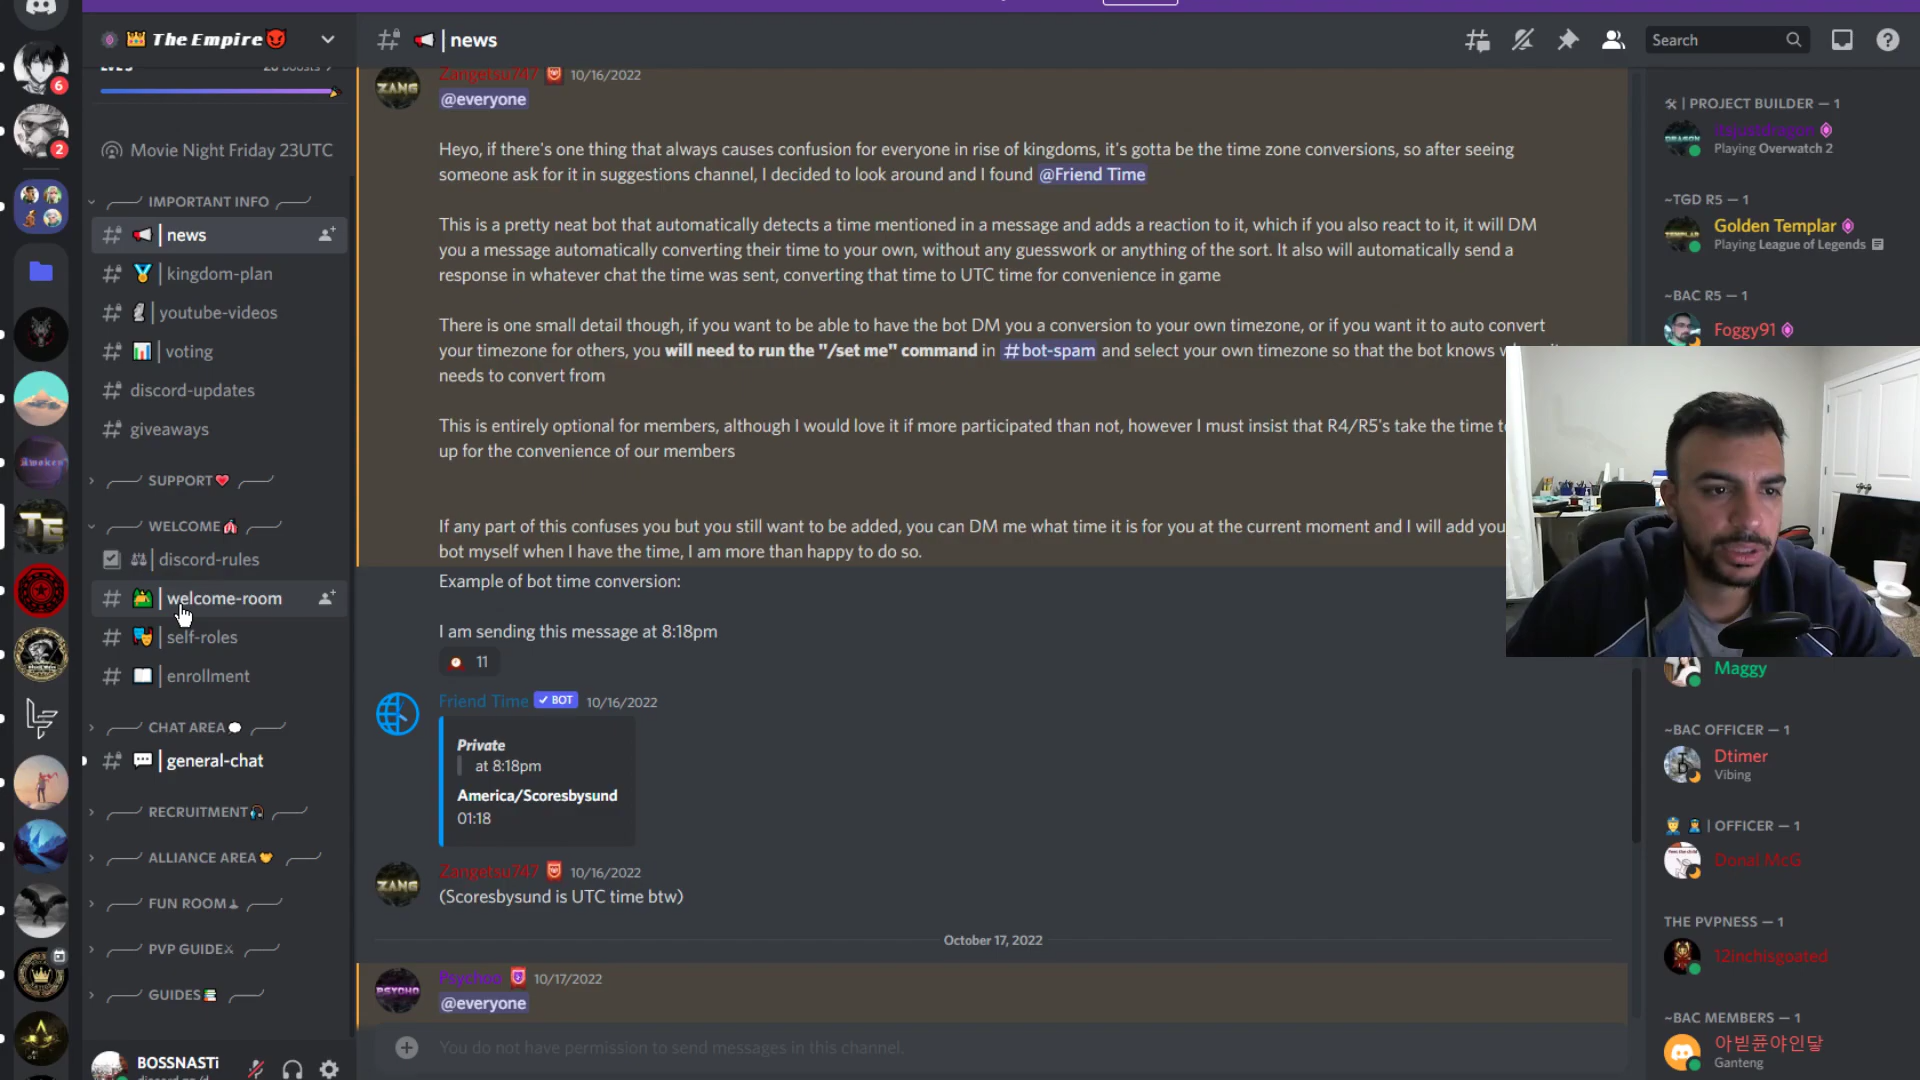 The Empire
news
Search
LVL 3
Movie Night Friday 23UTC
IMPORTANT INFO
news
kingdom-plan
youtube-videos
voting
discord-updates
giveaways
SUPPORT
WELCOME
discord-rules
welcome-room
self-roles
enrollment
CHAT AREA
general-chat
RECRUITMENT
ALLIANCE AREA
FUN ROOM
PVP GUIDE
GUIDES
BOSSNASTi
6
2
TE
Zangetsu747 10/16/2022
ZANG
@everyone
Heyo, if there's one thing that always causes confusion for everyone in rise of kingdoms, it's gotta be the time zone conversions, so after seeing
someone ask for it in suggestions channel, I decided to look around and I found @Friend Time
This is a pretty neat bot that automatically detects a time mentioned in a message and adds a reaction to it, which if you also react to it, it will DM
you a message automatically converting their time to your own, without any guesswork or anything of the sort. It also will automatically send a
response in whatever chat the time was sent, converting that time to UTC time for convenience in game
There is one small detail though, if you want to be able to have the bot DM you a conversion to your own timezone, or if you want it to auto convert
your timezone for others, you will need to run the "/set me" command in #bot-spam and select your own timezone so that the bot knows
needs to convert from
This is entirely optional for members, although I would love it if more participated than not, however I must insist that R4/R5's take the time
up for the convenience of our members
If any part of this confuses you but you still want to be added, you can DM me what time it is for you at the current moment and I will add you
bot myself when I have the time, I am more than happy to do so.
Example of bot time conversion:
I am sending this message at 8:18pm
11
Friend Time BOT 10/16/2022
Private
at 8:18pm
America/Scoresbysund
01:18
Zangetsu747 10/16/2022
ZANG
(Scoresbysund is UTC time btw)
October 17, 2022
Psychoo 10/17/2022
PSYCHO
@everyone
You do not have permission to send messages in this channel.
| PROJECT BUILDER — 1
Playing Overwatch 2
~TGD R5 — 1
Golden Templar
Playing League of Legends
~BAC R5 — 1
Foggy91
Maggy
~BAC OFFICER — 1
Dtimer
Vibing
| OFFICER — 1
Donal McG
THE PVPNESS — 1
12inchisgoated
~BAC MEMBERS — 1
Ganteng